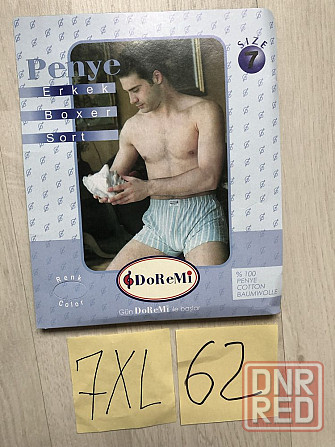 Penye
Erkek
Boxer
Sort
SIZE
7
Renk
Color
DoReMi
Gün DoReMi ile başlar
% 100
PENYE
COTTON
BAUMWOLLE
7XL
62
DNR
RED